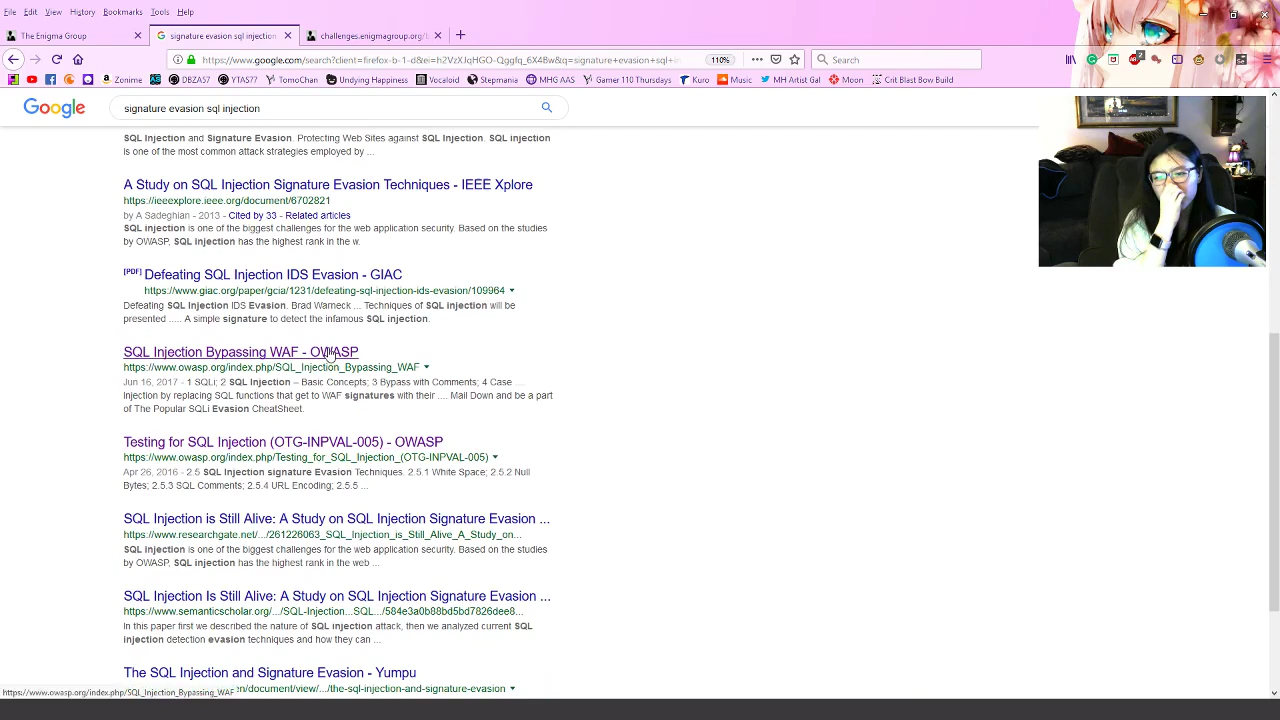 File Edit View History Bookmarks Tools Help
The Enigma Group
signature evasion sql injection
challenges.enigmagroup.org/b
110%
Search
Zonime DBZA57 YTAS77 TomoChan Undying Happiness Vocaloid Stepmania MHG AAS Gamer 110 Thursdays Kuro Music MH Artist Gal Moon Crit Blast Bow Build
Google
signature evasion sql injection
SQL Injection and Signature Evasion. Protecting Web Sites against SQL Injection. SQL injection
is one of the most common attack strategies employed by ...
A Study on SQL Injection Signature Evasion Techniques - IEEE Xplore
https://ieeexplore.ieee.org/document/6702821
by A Sadeghian - 2013 - Cited by 33 - Related articles
SQL injection is one of the biggest challenges for the web application security. Based on the studies
by OWASP, SQL injection has the highest rank in the w.
[PDF] Defeating SQL Injection IDS Evasion - GIAC
https://www.giac.org/paper/gcia/1231/defeating-sql-injection-ids-evasion/109964
Defeating SQL Injection IDS Evasion. Brad Warneck ... Techniques of SQL injection will be
presented ..... A simple signature to detect the infamous SQL injection.
SQL Injection Bypassing WAF - OWASP
https://www.owasp.org/index.php/SQL_Injection_Bypassing_WAF
Jun 16, 2017 - 1 SQLi; 2 SQL Injection – Basic Concepts; 3 Bypass with Comments; 4 Case ....
Injection by replacing SQL functions that get to WAF signatures with their .... Mail Down and be a part
of The Popular SQLi Evasion CheatSheet.
Testing for SQL Injection (OTG-INPVAL-005) - OWASP
https://www.owasp.org/index.php/Testing_for_SQL_Injection_(OTG-INPVAL-005)
Apr 26, 2016 - 2.5 SQL Injection signature Evasion Techniques. 2.5.1 White Space; 2.5.2 Null
Bytes; 2.5.3 SQL Comments; 2.5.4 URL Encoding; 2.5.5 ...
SQL Injection is Still Alive: A Study on SQL Injection Signature Evasion ...
https://www.researchgate.net/.../261226063_SQL_Injection_is_Still_Alive_A_Study_on...
SQL injection is one of the biggest challenges for the web application security. Based on the studies
by OWASP, SQL injection has the highest rank in the web ...
SQL Injection Is Still Alive: A Study on SQL Injection Signature Evasion ...
https://www.semanticscholar.org/.../SQL-Injection...SQL.../584e3a0b88bd5bd7826dee8...
In this paper first we described the nature of SQL injection attack, then we analyzed current SQL
injection detection evasion techniques and how they can ...
The SQL Injection and Signature Evasion - Yumpu
https://www.owasp.org/index.php/SQL_Injection_Bypassing_WAF
en/document/view/.../the-sql-injection-and-signature-evasion